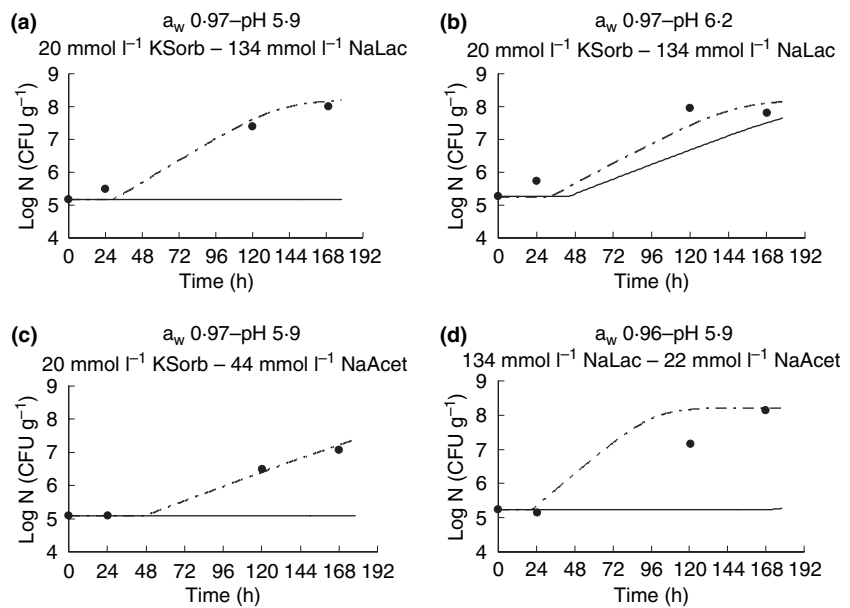 (a)
a_w 0·97–pH 5·9
20 mmol l⁻¹ KSorb – 134 mmol l⁻¹ NaLac
Log N (CFU g⁻¹)
9
8
7
6
5
4
0 24 48 72 96 120 144 168 192
Time (h)
(b)
a_w 0·97–pH 6·2
20 mmol l⁻¹ KSorb – 134 mmol l⁻¹ NaLac
Log N (CFU g⁻¹)
9
8
7
6
5
4
0 24 48 72 96 120 144 168 192
Time (h)
(c)
a_w 0·97–pH 5·9
20 mmol l⁻¹ KSorb – 44 mmol l⁻¹ NaAcet
Log N (CFU g⁻¹)
9
8
7
6
5
4
0 24 48 72 96 120 144 168 192
Time (h)
(d)
a_w 0·96–pH 5·9
134 mmol l⁻¹ NaLac – 22 mmol l⁻¹ NaAcet
Log N (CFU g⁻¹)
9
8
7
6
5
4
0 24 48 72 96 120 144 168 192
Time (h)